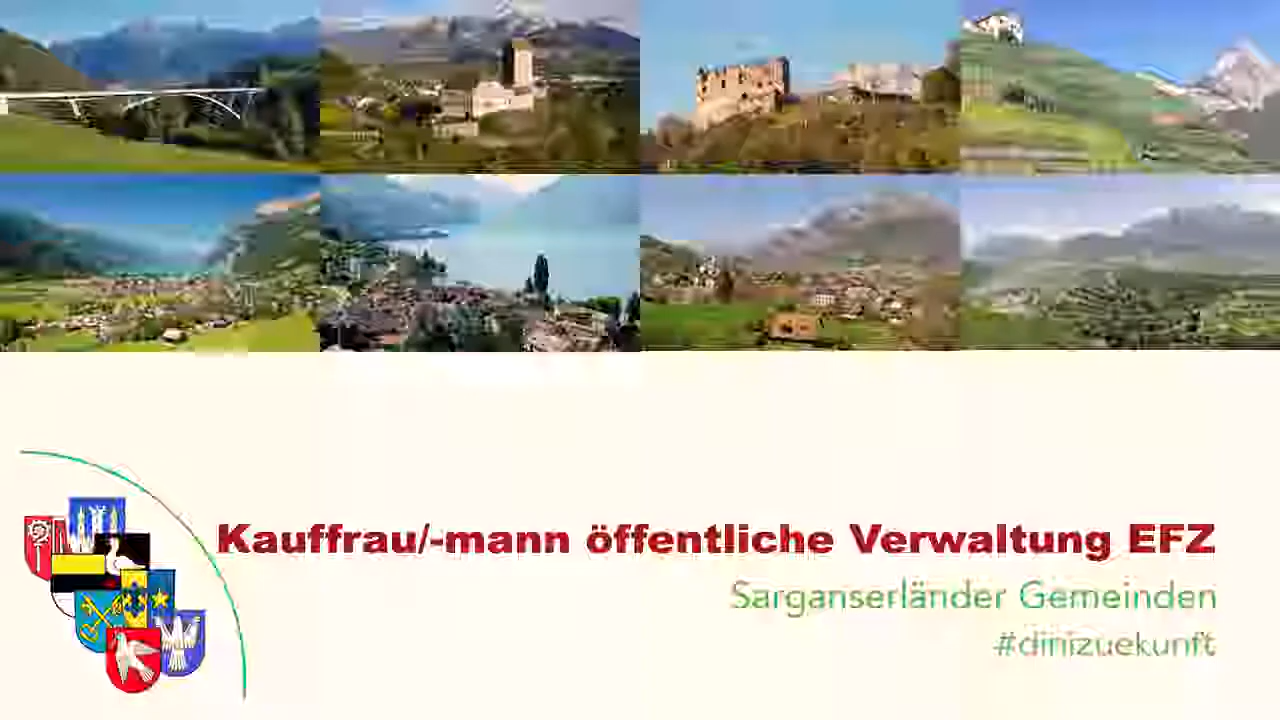 Kauffrau/-mann öffentliche Verwaltung EFZ
Sarganserländer Gemeinden
#dinizuekunft